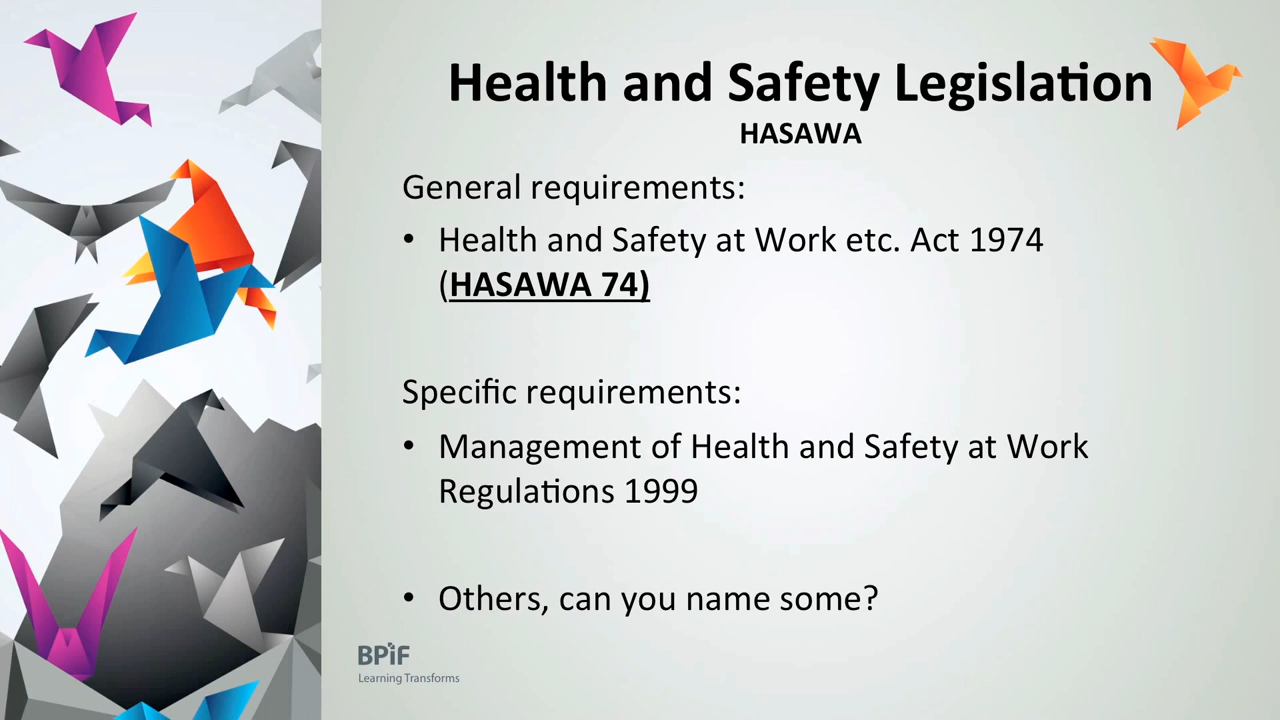 Health and Safety Legislation
HASAWA
General requirements:
• Health and Safety at Work etc. Act 1974
(HASAWA 74)
Specific requirements:
• Management of Health and Safety at Work
Regulations 1999
• Others, can you name some?
BPiF
Learning Transforms